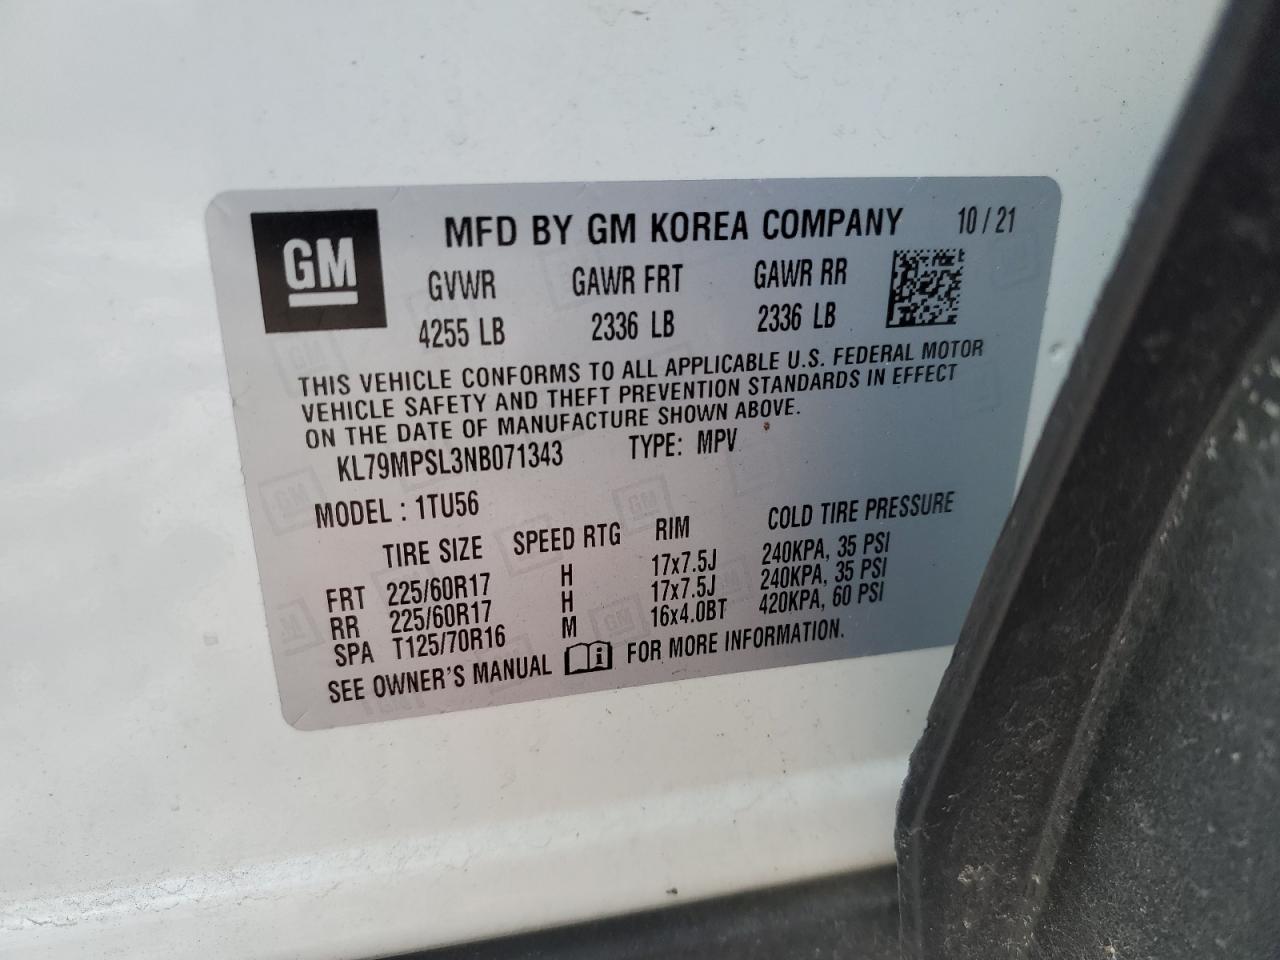 GM
MFD BY GM KOREA COMPANY 10 / 21
GVWR GAWR FRT GAWR RR
4255 LB 2336 LB 2336 LB
THIS VEHICLE CONFORMS TO ALL APPLICABLE U.S. FEDERAL MOTOR
VEHICLE SAFETY AND THEFT PREVENTION STANDARDS IN EFFECT
ON THE DATE OF MANUFACTURE SHOWN ABOVE.
KL79MPSL3NB071343 TYPE: MPV
MODEL : 1TU56
TIRE SIZE SPEED RTG RIM COLD TIRE PRESSURE
FRT 225/60R17 H 17x7.5J 240KPA, 35 PSI
RR 225/60R17 H 17x7.5J 240KPA, 35 PSI
SPA T125/70R16 M 16x4.0BT 420KPA, 60 PSI
SEE OWNER'S MANUAL i FOR MORE INFORMATION.